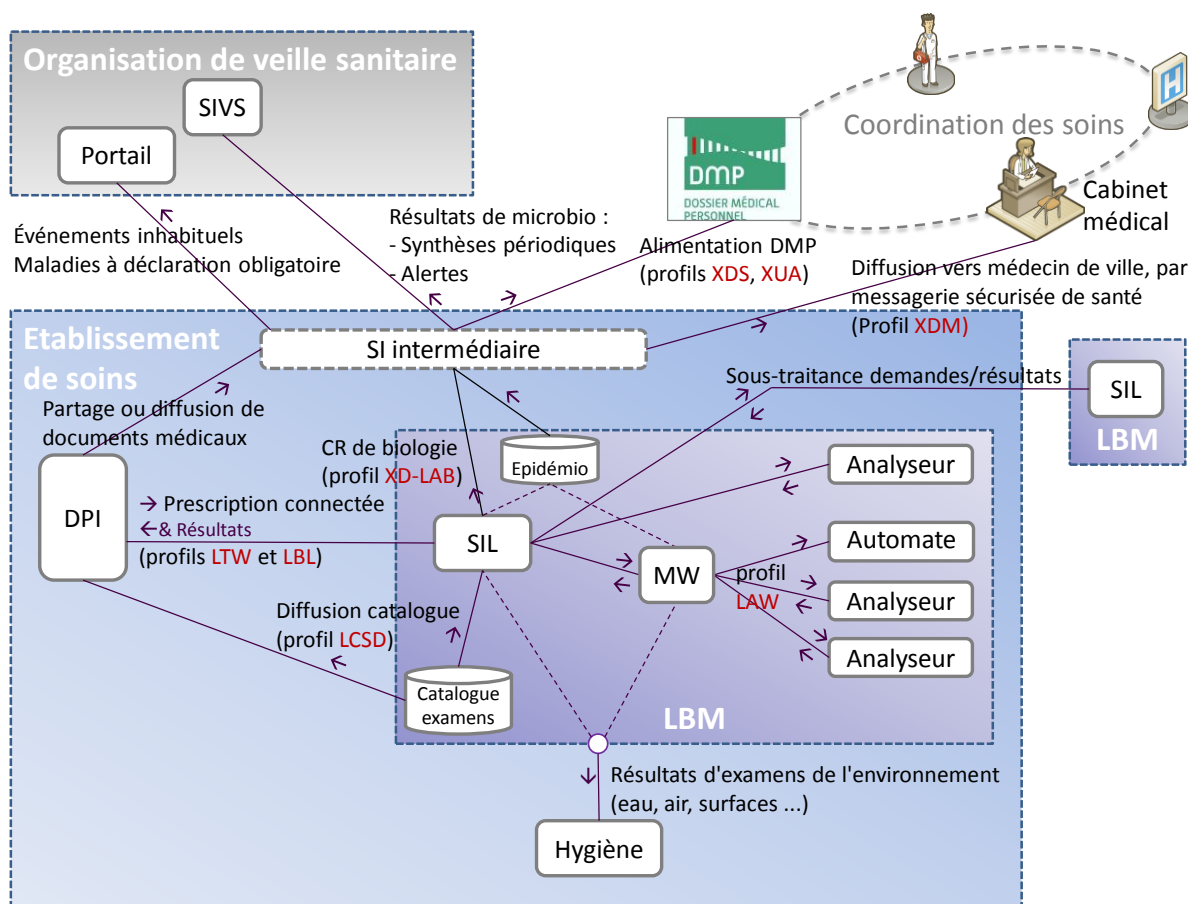 Organisation de veille sanitaire
SIVS
Portail
Événements inhabituels
Maladies à déclaration obligatoire
Résultats de microbio :
- Synthèses périodiques
- Alertes
DMP
DOSSIER MÉDICAL
PERSONNEL
Alimentation DMP
(profils XDS, XUA)
H
Coordination des soins
Cabinet
médical
Diffusion vers médecin de ville, par
messagerie sécurisée de santé
(Profil XDM)
Etablissement
de soins
SI intermédiaire
Partage ou diffusion de
documents médicaux
Sous-traitance demandes/résultats
SIL
LBM
CR de biologie
(profil XD-LAB)
Epidémio
DPI
→ Prescription connectée
←& Résultats
(profils LTW et LBL)
SIL
MW
profil
LAW
Analyseur
Automate
Analyseur
Analyseur
Diffusion catalogue
(profil LCSD)
Catalogue
examens
LBM
Résultats d'examens de l'environnement
(eau, air, surfaces ...)
Hygiène